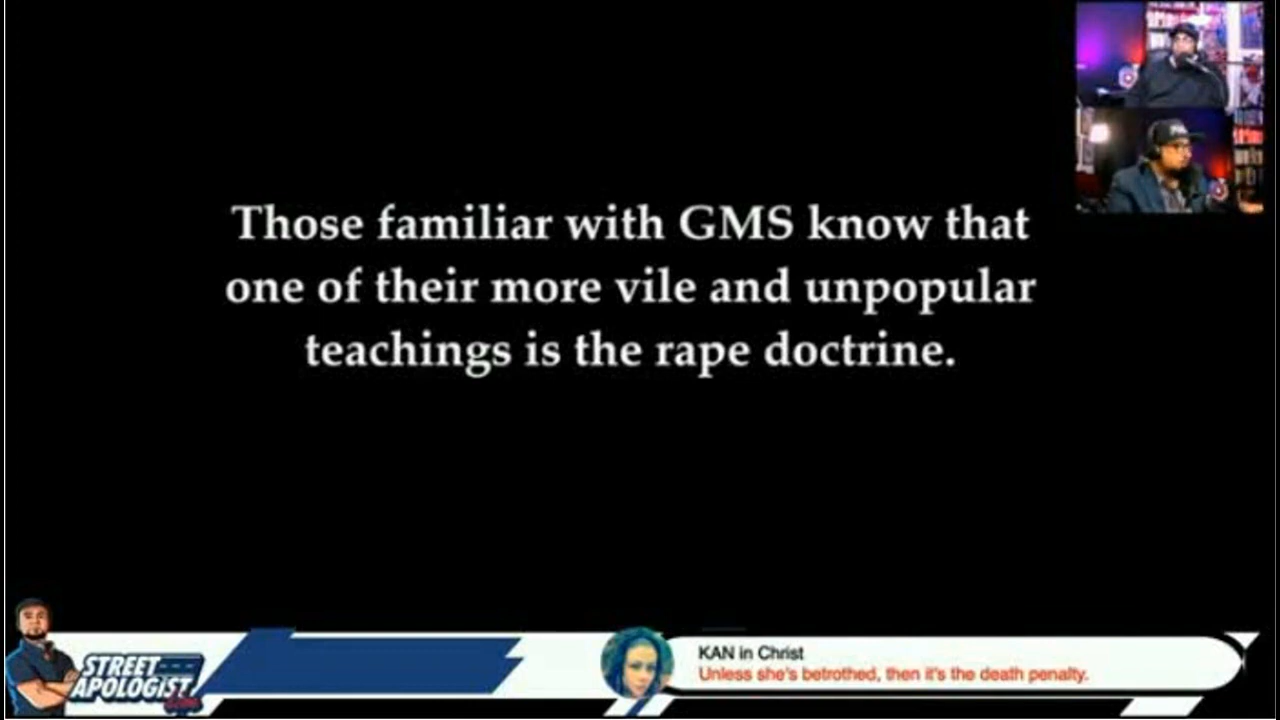 Those familiar with GMS know that
one of their more vile and unpopular
teachings is the rape doctrine.
STREET
APOLOGIST
KAN in Christ
Unless she's betrothed, then it's the death penalty.